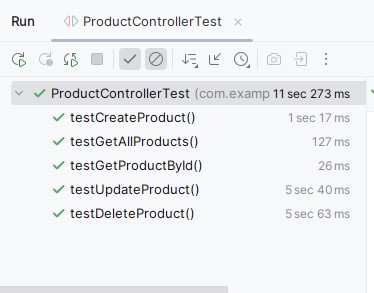 Run ProductControllerTest
ProductControllerTest (com.examp 11 sec 273 ms
testCreateProduct() 1 sec 17 ms
testGetAllProducts() 127 ms
testGetProductById() 26 ms
testUpdateProduct() 5 sec 40 ms
testDeleteProduct() 5 sec 63 ms